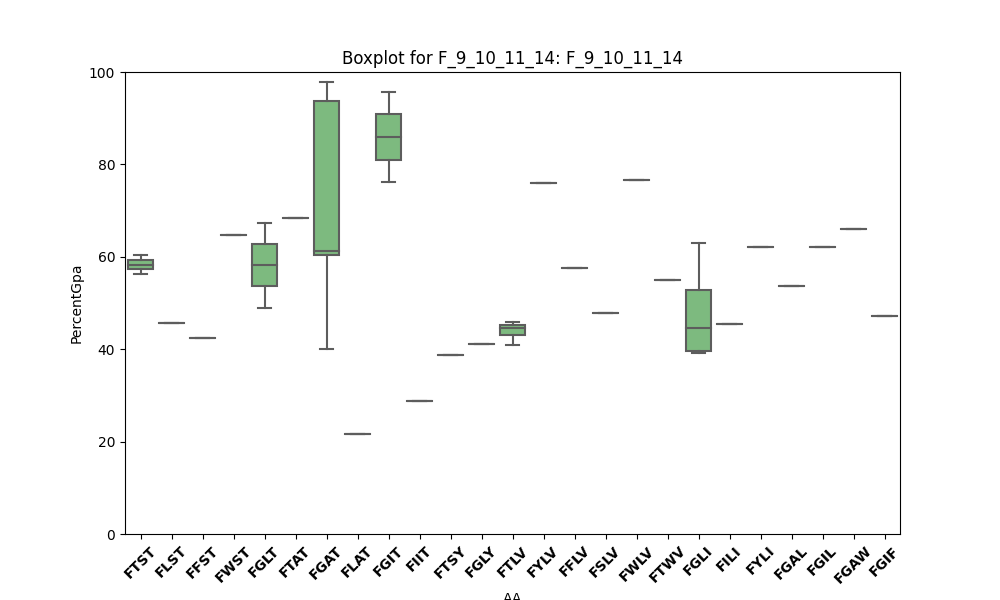 Boxplot for F_9_10_11_14: F_9_10_11_14
100
80
60
40
20
0
PercentGpa
FTST FLST FFST FWST FGLT FTAT FGAT FLAT FGIT FIIT FTSY FGLY FTLV FYLV FFLV FSLV FWLV FTWV FGLI FILI FYLI FGAL FGIL FGAW FGIF
AA